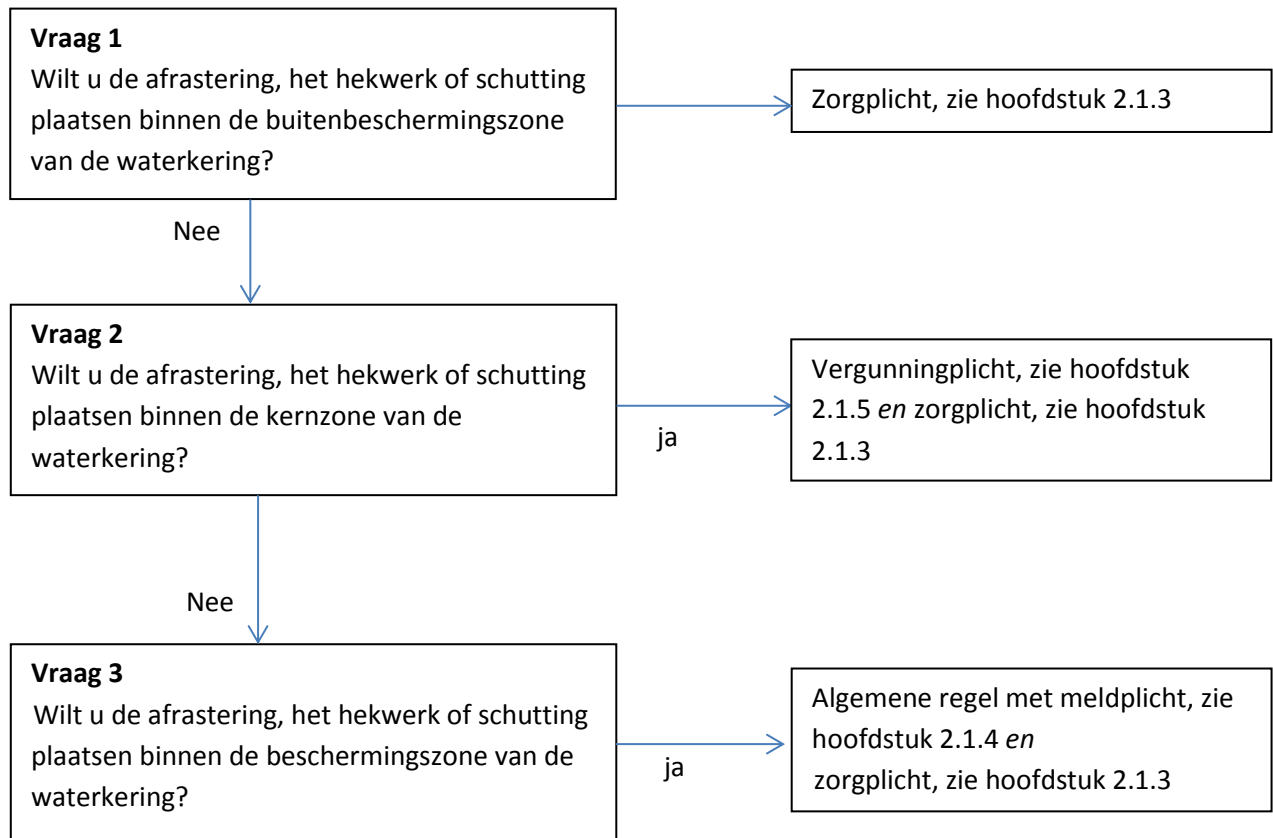 Vraag 1
Wilt u de afrastering, het hekwerk of schutting
plaatsen binnen de buitenbeschermingszone
van de waterkering?
Zorgplicht, zie hoofdstuk 2.1.3
Nee
Vraag 2
Wilt u de afrastering, het hekwerk of schutting
plaatsen binnen de kernzone van de
waterkering?
ja
Vergunningplicht, zie hoofdstuk
2.1.5 en zorgplicht, zie hoofdstuk
2.1.3
Nee
Vraag 3
Wilt u de afrastering, het hekwerk of schutting
plaatsen binnen de beschermingszone van de
waterkering?
ja
Algemene regel met meldplicht, zie
hoofdstuk 2.1.4 en
zorgplicht, zie hoofdstuk 2.1.3